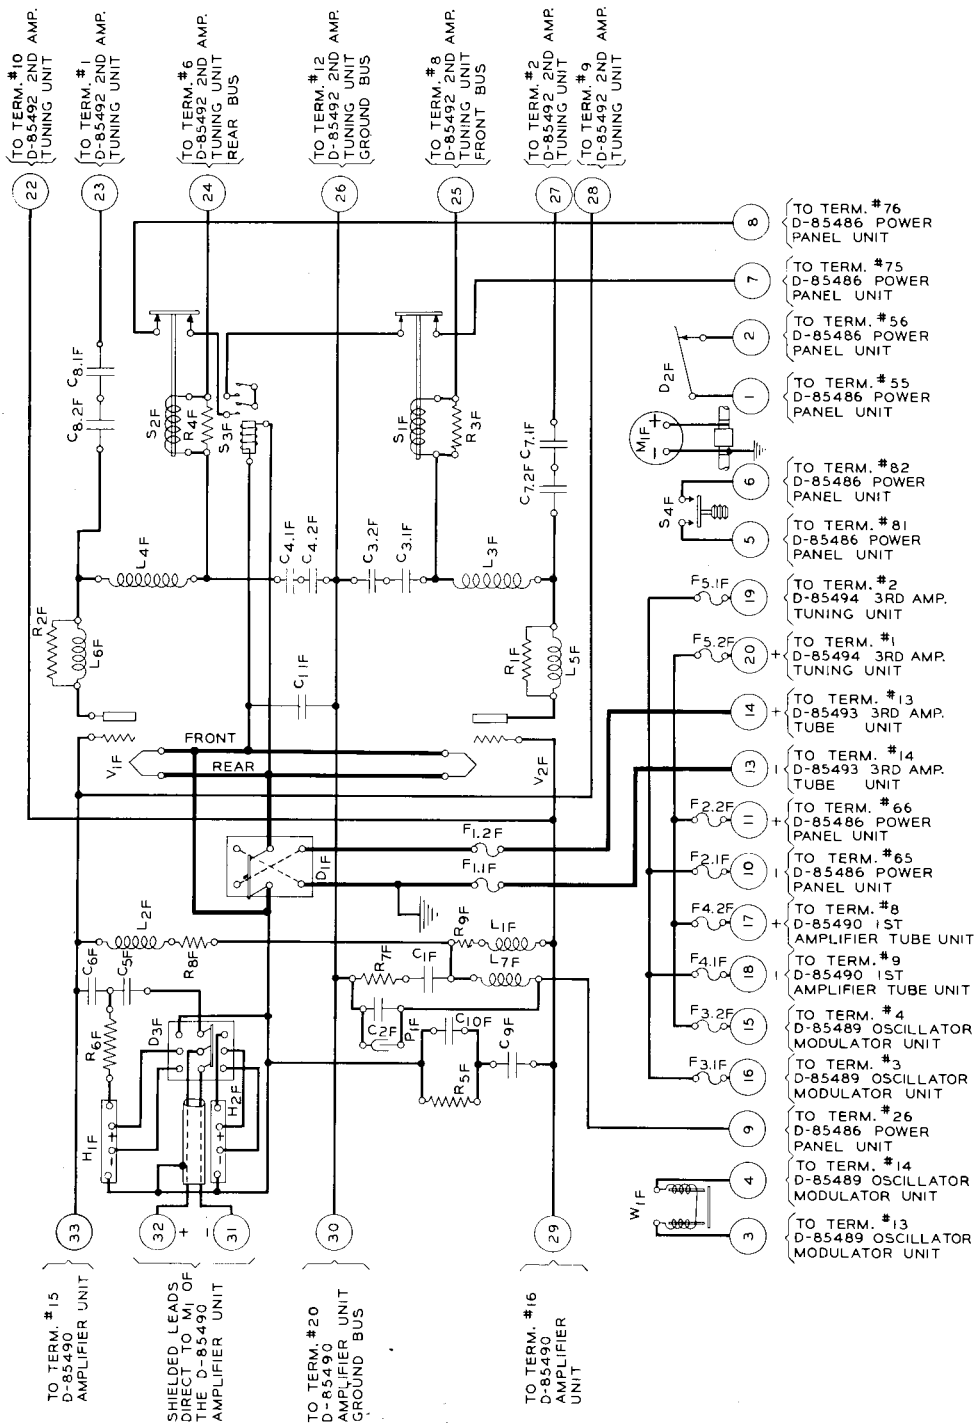 TO TERM. #10
D-85492 2ND AMP.
TUNING UNIT
22
TO TERM. #1
D-85492 2ND AMP.
TUNING UNIT
23
TO TERM. #6
D-85492 2ND AMP.
TUNING UNIT
REAR BUS
24
TO TERM. #12
D-85492 2ND AMP.
TUNING UNIT
GROUND BUS
26
TO TERM. #8
D-85492 2ND AMP.
TUNING UNIT
FRONT BUS
25
TO TERM. #2
D-85492 2ND AMP.
TUNING UNIT
27
TO TERM. #9
D-85492 2ND AMP.
TUNING UNIT
28
C8.1F
C8.2F
S2F
R4F
S3F
S1F
R3F
C7.1F
C7.2F
L4F
C4.1F
C4.2F
C3.2F
C3.1F
L3F
R2F
L6F
C11F
R1F
L5F
V1F
FRONT
REAR
V2F
D1F
F1.2F
F1.1F
L2F
R8F
R9F
L1F
C6F
C5F
R7F
C1F
L7F
R6F
D3F
C2F
P1F
C10F
C9F
R5F
H1F
- +
H2F
- +
33
32
+
-
31
30
29
TO TERM. #15
D-85490
AMPLIFIER UNIT
SHIELDED LEADS
DIRECT TO M1 OF
THE D-85490
AMPLIFIER UNIT
TO TERM. #20
D-85490
AMPLIFIER UNIT
GROUND BUS
TO TERM. #16
D-85490
AMPLIFIER
UNIT
8
TO TERM. #76
D-85486 POWER
PANEL UNIT
7
TO TERM. #75
D-85486 POWER
PANEL UNIT
D2F
2
TO TERM. #56
D-85486 POWER
PANEL UNIT
1
TO TERM. #55
D-85486 POWER
PANEL UNIT
M1F
+
-
S4F
6
TO TERM. #82
D-85486 POWER
PANEL UNIT
5
TO TERM. #81
D-85486 POWER
PANEL UNIT
F5.1F
19
TO TERM. #2
D-85494 3RD AMP.
TUNING UNIT
F5.2F
20 +
TO TERM. #1
D-85494 3RD AMP.
TUNING UNIT
14 +
TO TERM. #13
D-85493 3RD AMP.
TUBE UNIT
13 -
TO TERM. #14
D-85493 3RD AMP.
TUBE UNIT
F2.2F
11 +
TO TERM. #66
D-85486 POWER
PANEL UNIT
F2.1F
10 -
TO TERM. #65
D-85486 POWER
PANEL UNIT
F4.2F
17 +
TO TERM. #8
D-85490 1ST
AMPLIFIER TUBE UNIT
F4.1F
18 -
TO TERM. #9
D-85490 1ST
AMPLIFIER TUBE UNIT
F3.2F
15
TO TERM. #4
D-85489 OSCILLATOR
MODULATOR UNIT
F3.1F
16
TO TERM. #3
D-85489 OSCILLATOR
MODULATOR UNIT
9
TO TERM. #26
D-85486 POWER
PANEL UNIT
W1F
4
TO TERM. #14
D-85489 OSCILLATOR
MODULATOR UNIT
3
TO TERM. #13
D-85489 OSCILLATOR
MODULATOR UNIT